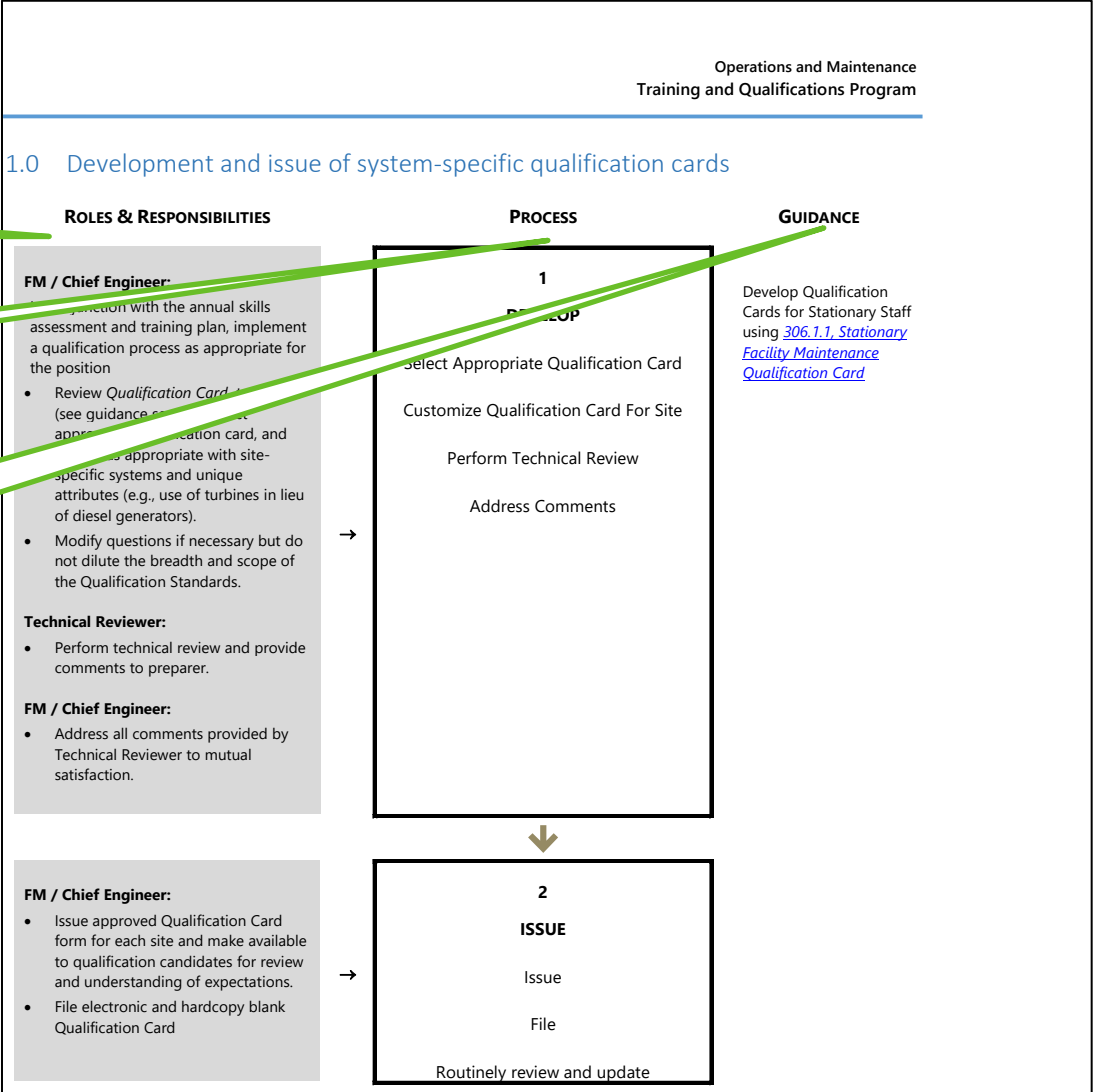 Operations and Maintenance
Training and Qualifications Program
1.0 Development and issue of system-specific qualification cards
ROLES & RESPONSIBILITIES
PROCESS
GUIDANCE
FM / Chief Engineer:
with the annual skills
assessment and training plan, implement
a qualification process as appropriate for
the position
• Review Qualification Card
(see guidance
card, and
appropriate with site-
specific systems and unique
attributes (e.g., use of turbines in lieu
of diesel generators).
• Modify questions if necessary but do
not dilute the breadth and scope of
the Qualification Standards.
Technical Reviewer:
• Perform technical review and provide
comments to preparer.
FM / Chief Engineer:
• Address all comments provided by
Technical Reviewer to mutual
satisfaction.
→
1
DEVELOP
Select Appropriate Qualification Card
Customize Qualification Card For Site
Perform Technical Review
Address Comments
Develop Qualification
Cards for Stationary Staff
using 306.1.1, Stationary
Facility Maintenance
Qualification Card
FM / Chief Engineer:
• Issue approved Qualification Card
form for each site and make available
to qualification candidates for review
and understanding of expectations.
• File electronic and hardcopy blank
Qualification Card
→
2
ISSUE
Issue
File
Routinely review and update